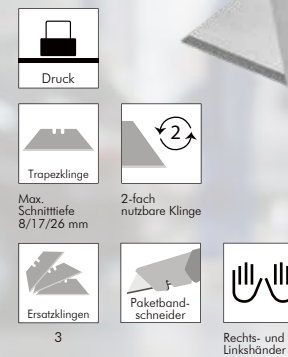 Druck
Trapezklinge
2
Max.
Schnitttiefe
8/17/26 mm
2-fach
nutzbare Klinge
Ersatzklingen
3
Paketband-
schneider
Rechts- und
Linkshänder